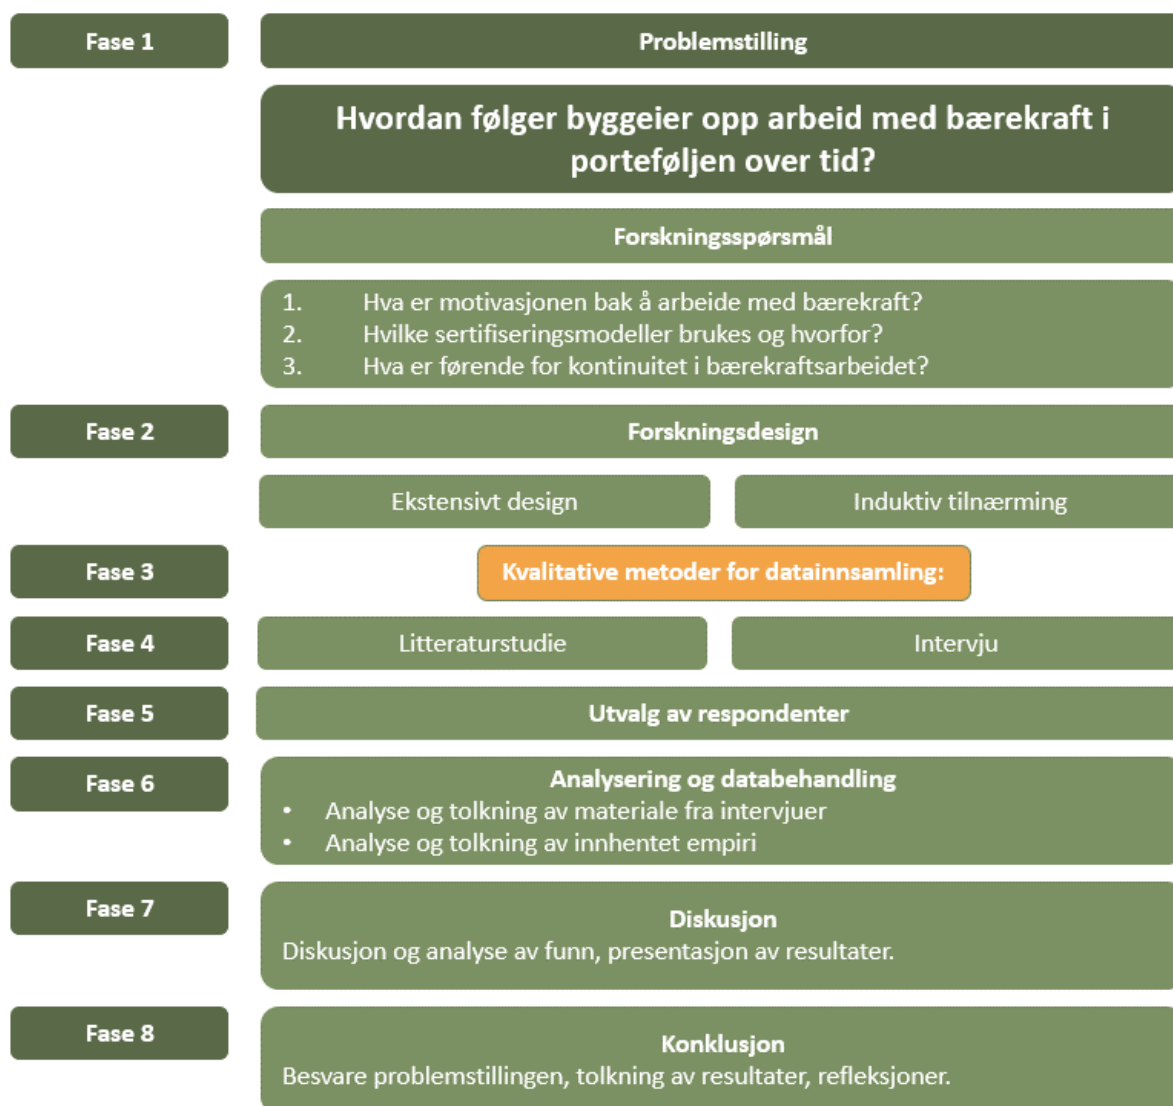 Fase 1
Problemstilling
Hvordan følger byggeier opp arbeid med bærekraft i
porteføljen over tid?
Forskningsspørsmål
1. Hva er motivasjonen bak å arbeide med bærekraft?
2. Hvilke sertifiseringsmodeller brukes og hvorfor?
3. Hva er førende for kontinuitet i bærekraftsarbeidet?
Fase 2
Forskningsdesign
Ekstensivt design
Induktiv tilnærming
Fase 3
Kvalitative metoder for datainnsamling:
Fase 4
Litteraturstudie
Intervju
Fase 5
Utvalg av respondenter
Fase 6
Analysering og databehandling
• Analyse og tolkning av materiale fra intervjuer
• Analyse og tolkning av innhentet empiri
Fase 7
Diskusjon
Diskusjon og analyse av funn, presentasjon av resultater.
Fase 8
Konklusjon
Besvare problemstillingen, tolkning av resultater, refleksjoner.